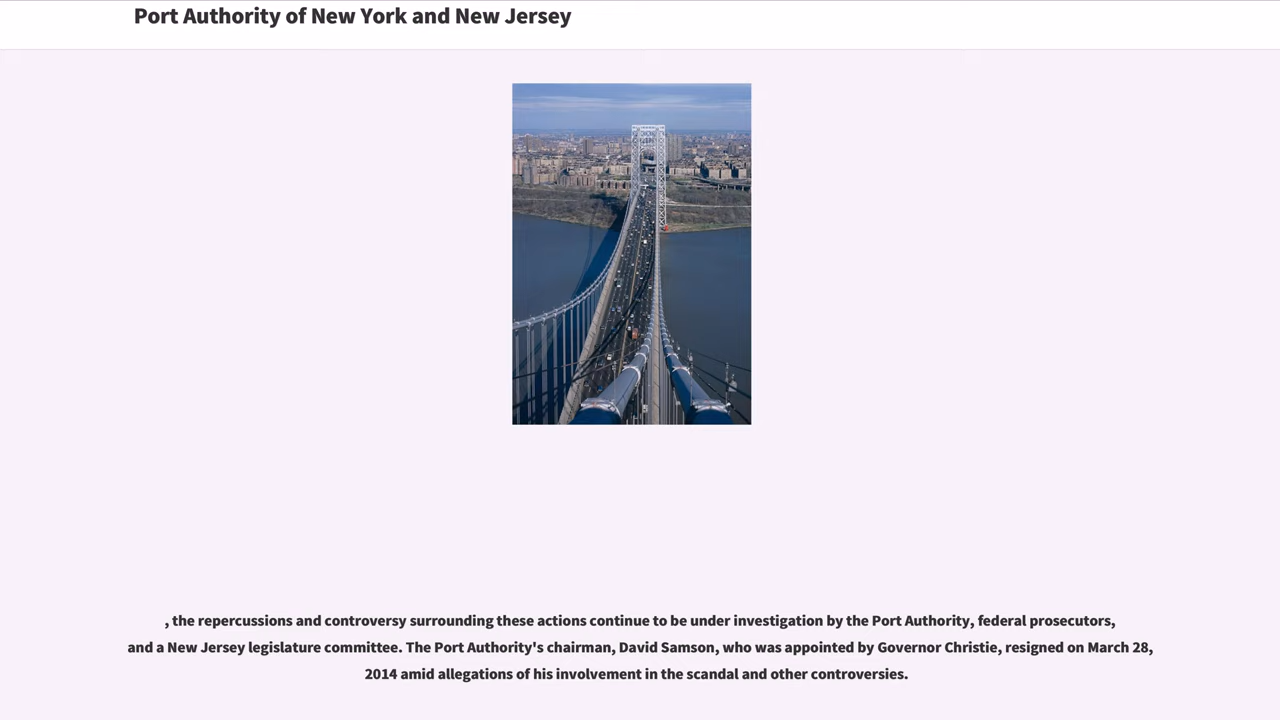 Port Authority of New York and New Jersey
, the repercussions and controversy surrounding these actions continue to be under investigation by the Port Authority, federal prosecutors,
and a New Jersey legislature committee. The Port Authority's chairman, David Samson, who was appointed by Governor Christie, resigned on March 28,
2014 amid allegations of his involvement in the scandal and other controversies.